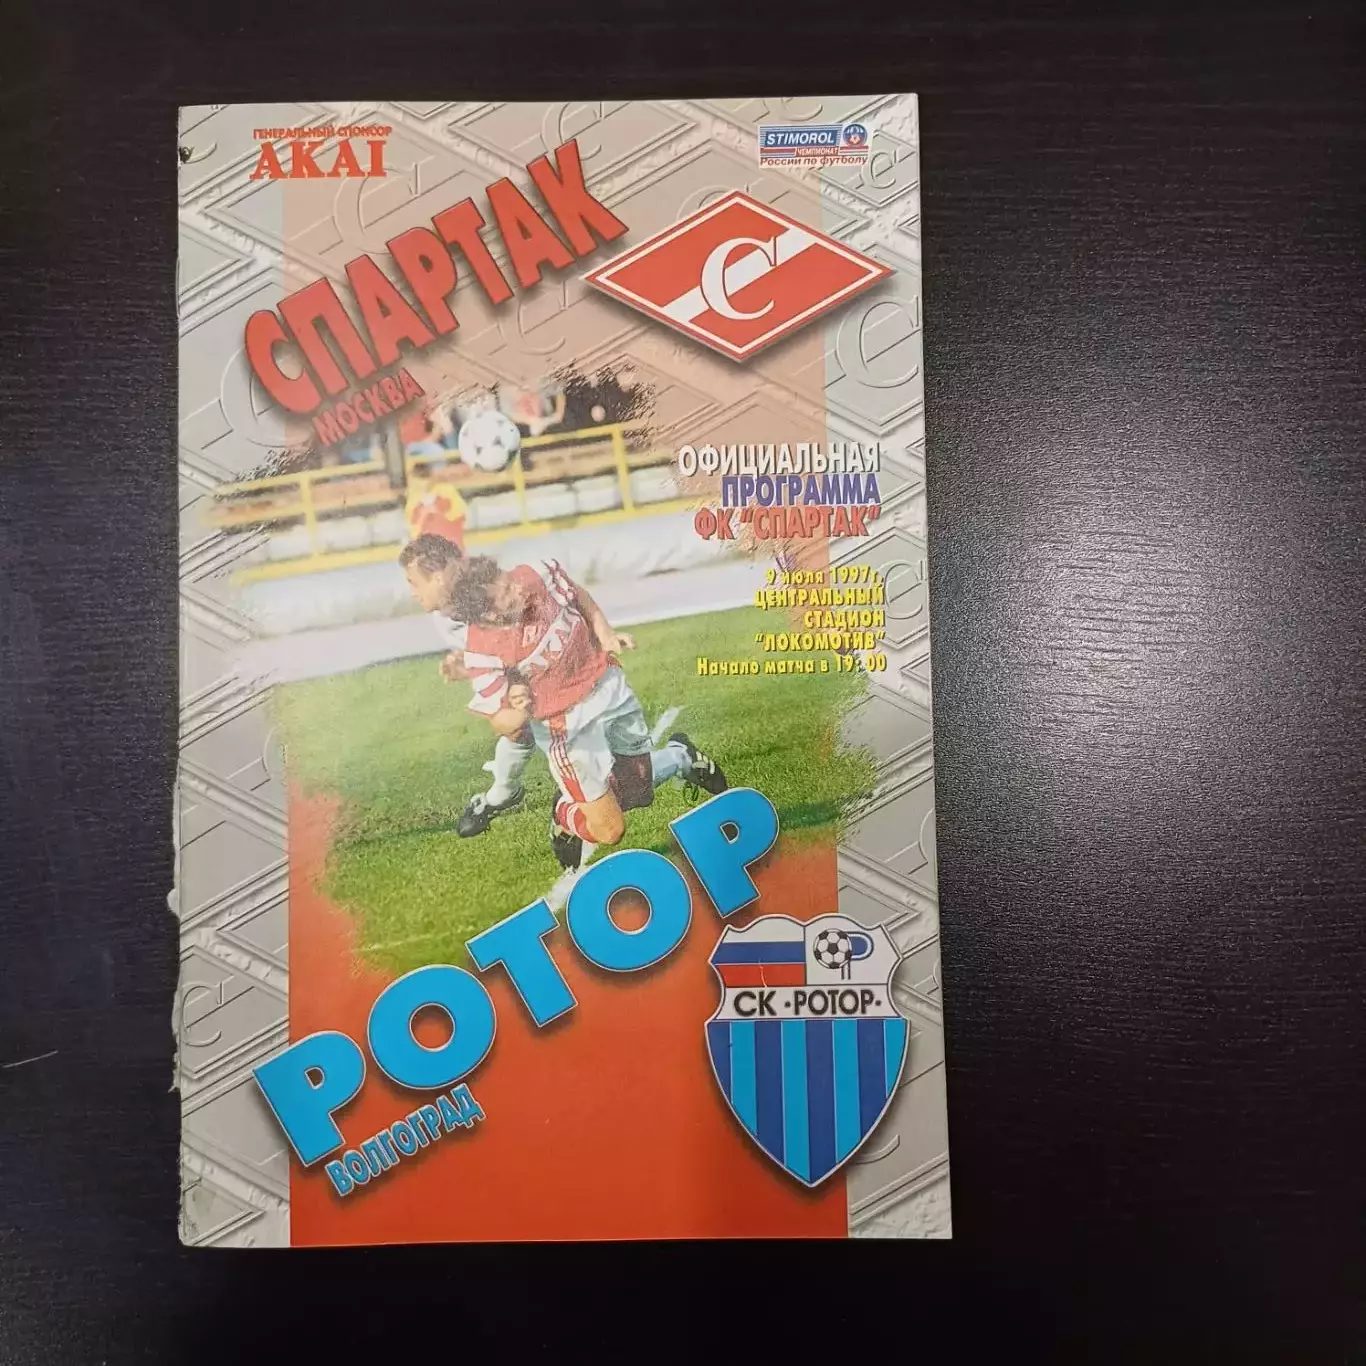 ГЕНЕРАЛЬНЫЙ СПОНСОР
AKAI
STIMOROL
ЧЕМПИОНАТ
России по футболу
СПАРТАК
МОСКВА
С
ОФИЦИАЛЬНАЯ
ПРОГРАММА
ФК "СПАРТАК"
9 июля 1997г.
ЦЕНТРАЛЬНЫЙ
СТАДИОН
"ЛОКОМОТИВ"
Начало матча в 19:00
РОТОР
ВОЛГОГРАД
СК •РОТОР•